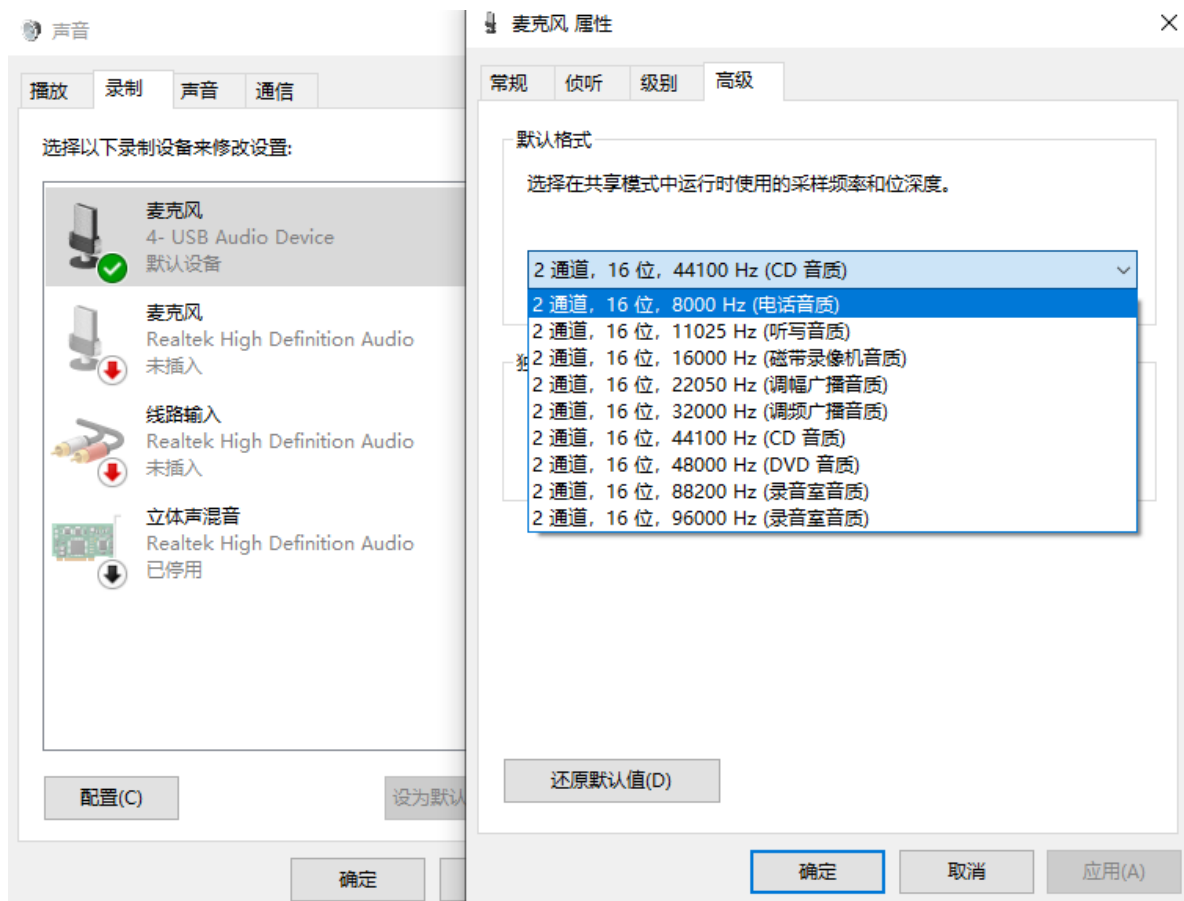 声音
播放
录制
声音
通信
选择以下录制设备来修改设置:
麦克风
4- USB Audio Device
默认设备
麦克风
Realtek High Definition Audio
未插入
线路输入
Realtek High Definition Audio
未插入
立体声混音
Realtek High Definition Audio
已停用
配置(C)
设为默认
确定
麦克风 属性
常规
侦听
级别
高级
默认格式
选择在共享模式中运行时使用的采样频率和位深度。
2 通道，16 位，44100 Hz (CD 音质)
2 通道，16 位，8000 Hz (电话音质)
2 通道，16 位，11025 Hz (听写音质)
2 通道，16 位，16000 Hz (磁带录像机音质)
2 通道，16 位，22050 Hz (调幅广播音质)
2 通道，16 位，32000 Hz (调频广播音质)
2 通道，16 位，44100 Hz (CD 音质)
2 通道，16 位，48000 Hz (DVD 音质)
2 通道，16 位，88200 Hz (录音室音质)
2 通道，16 位，96000 Hz (录音室音质)
还原默认值(D)
确定
取消
应用(A)